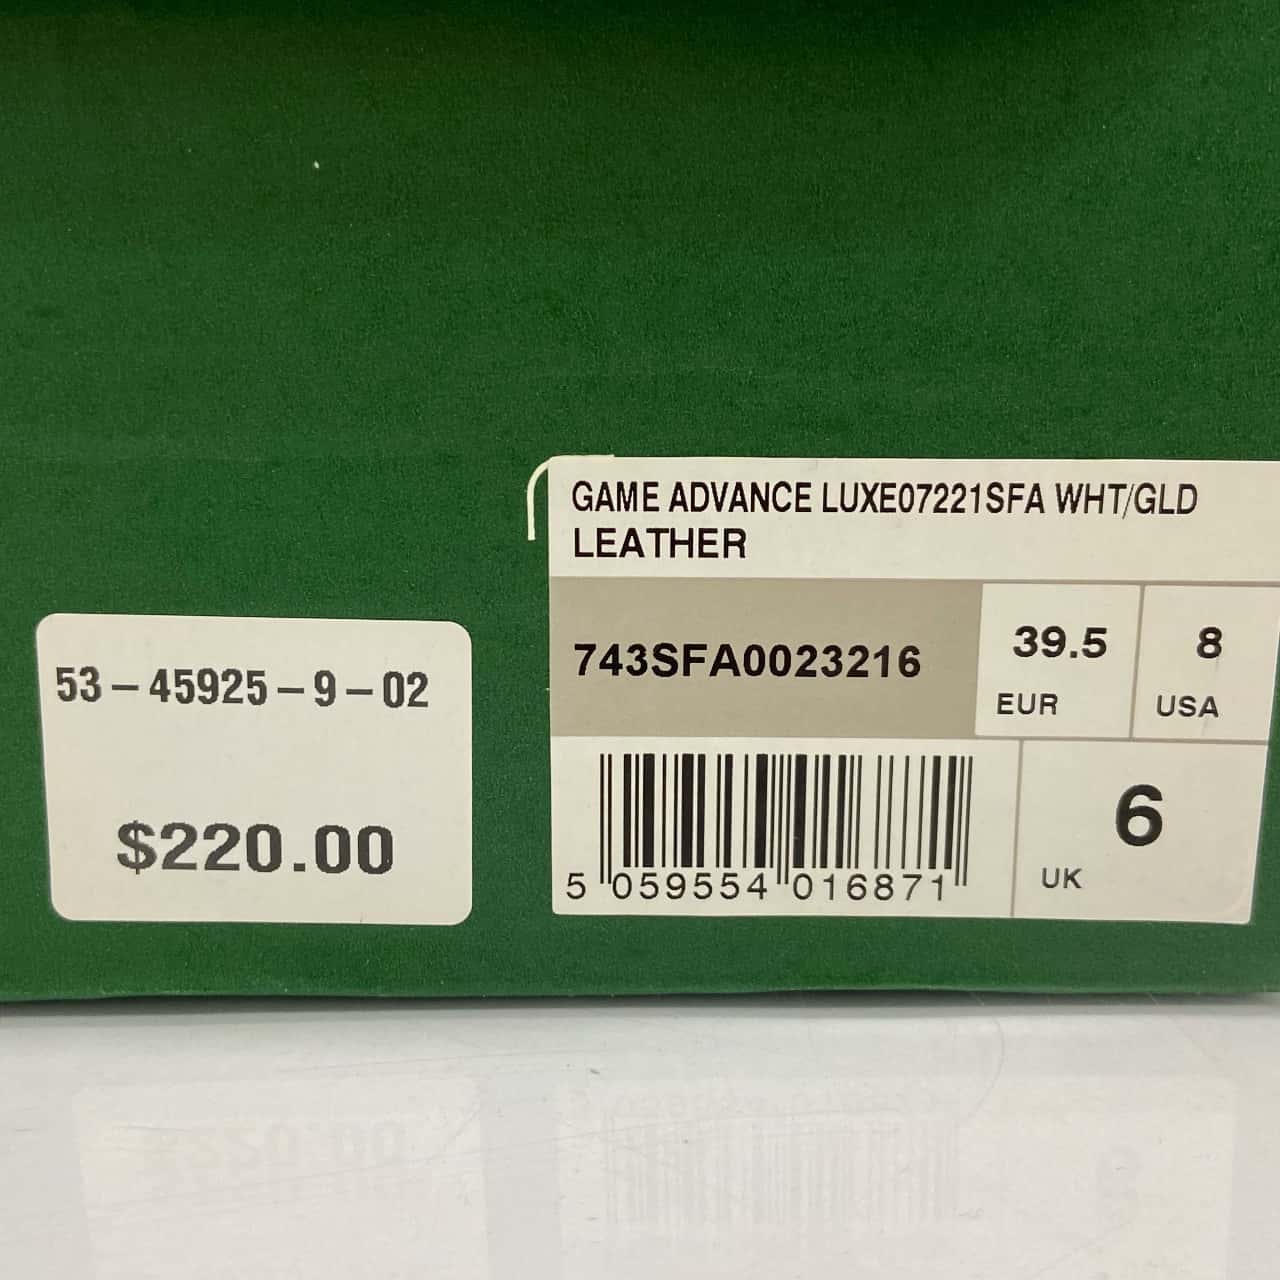 GAME ADVANCE LUXE07221SFA WHT/GLD
LEATHER
743SFA0023216
39.5
EUR
8
USA
5 059554 016871
6
UK
53-45925-9-02
$220.00